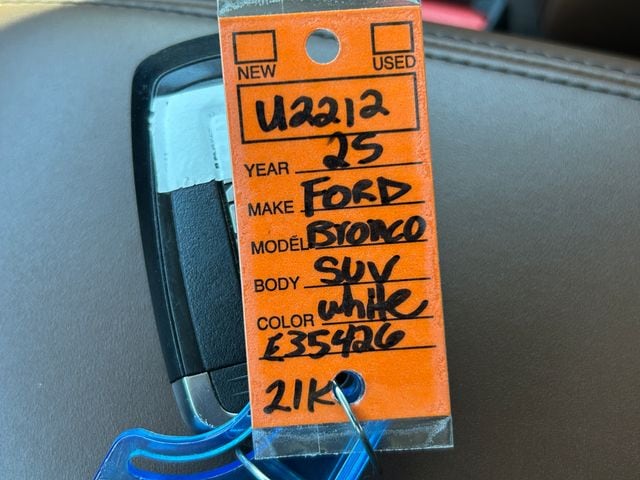 NEW USED
U2212
YEAR 25
MAKE FORD
MODEL Bronco
BODY SUV
COLOR white
E35426
21K